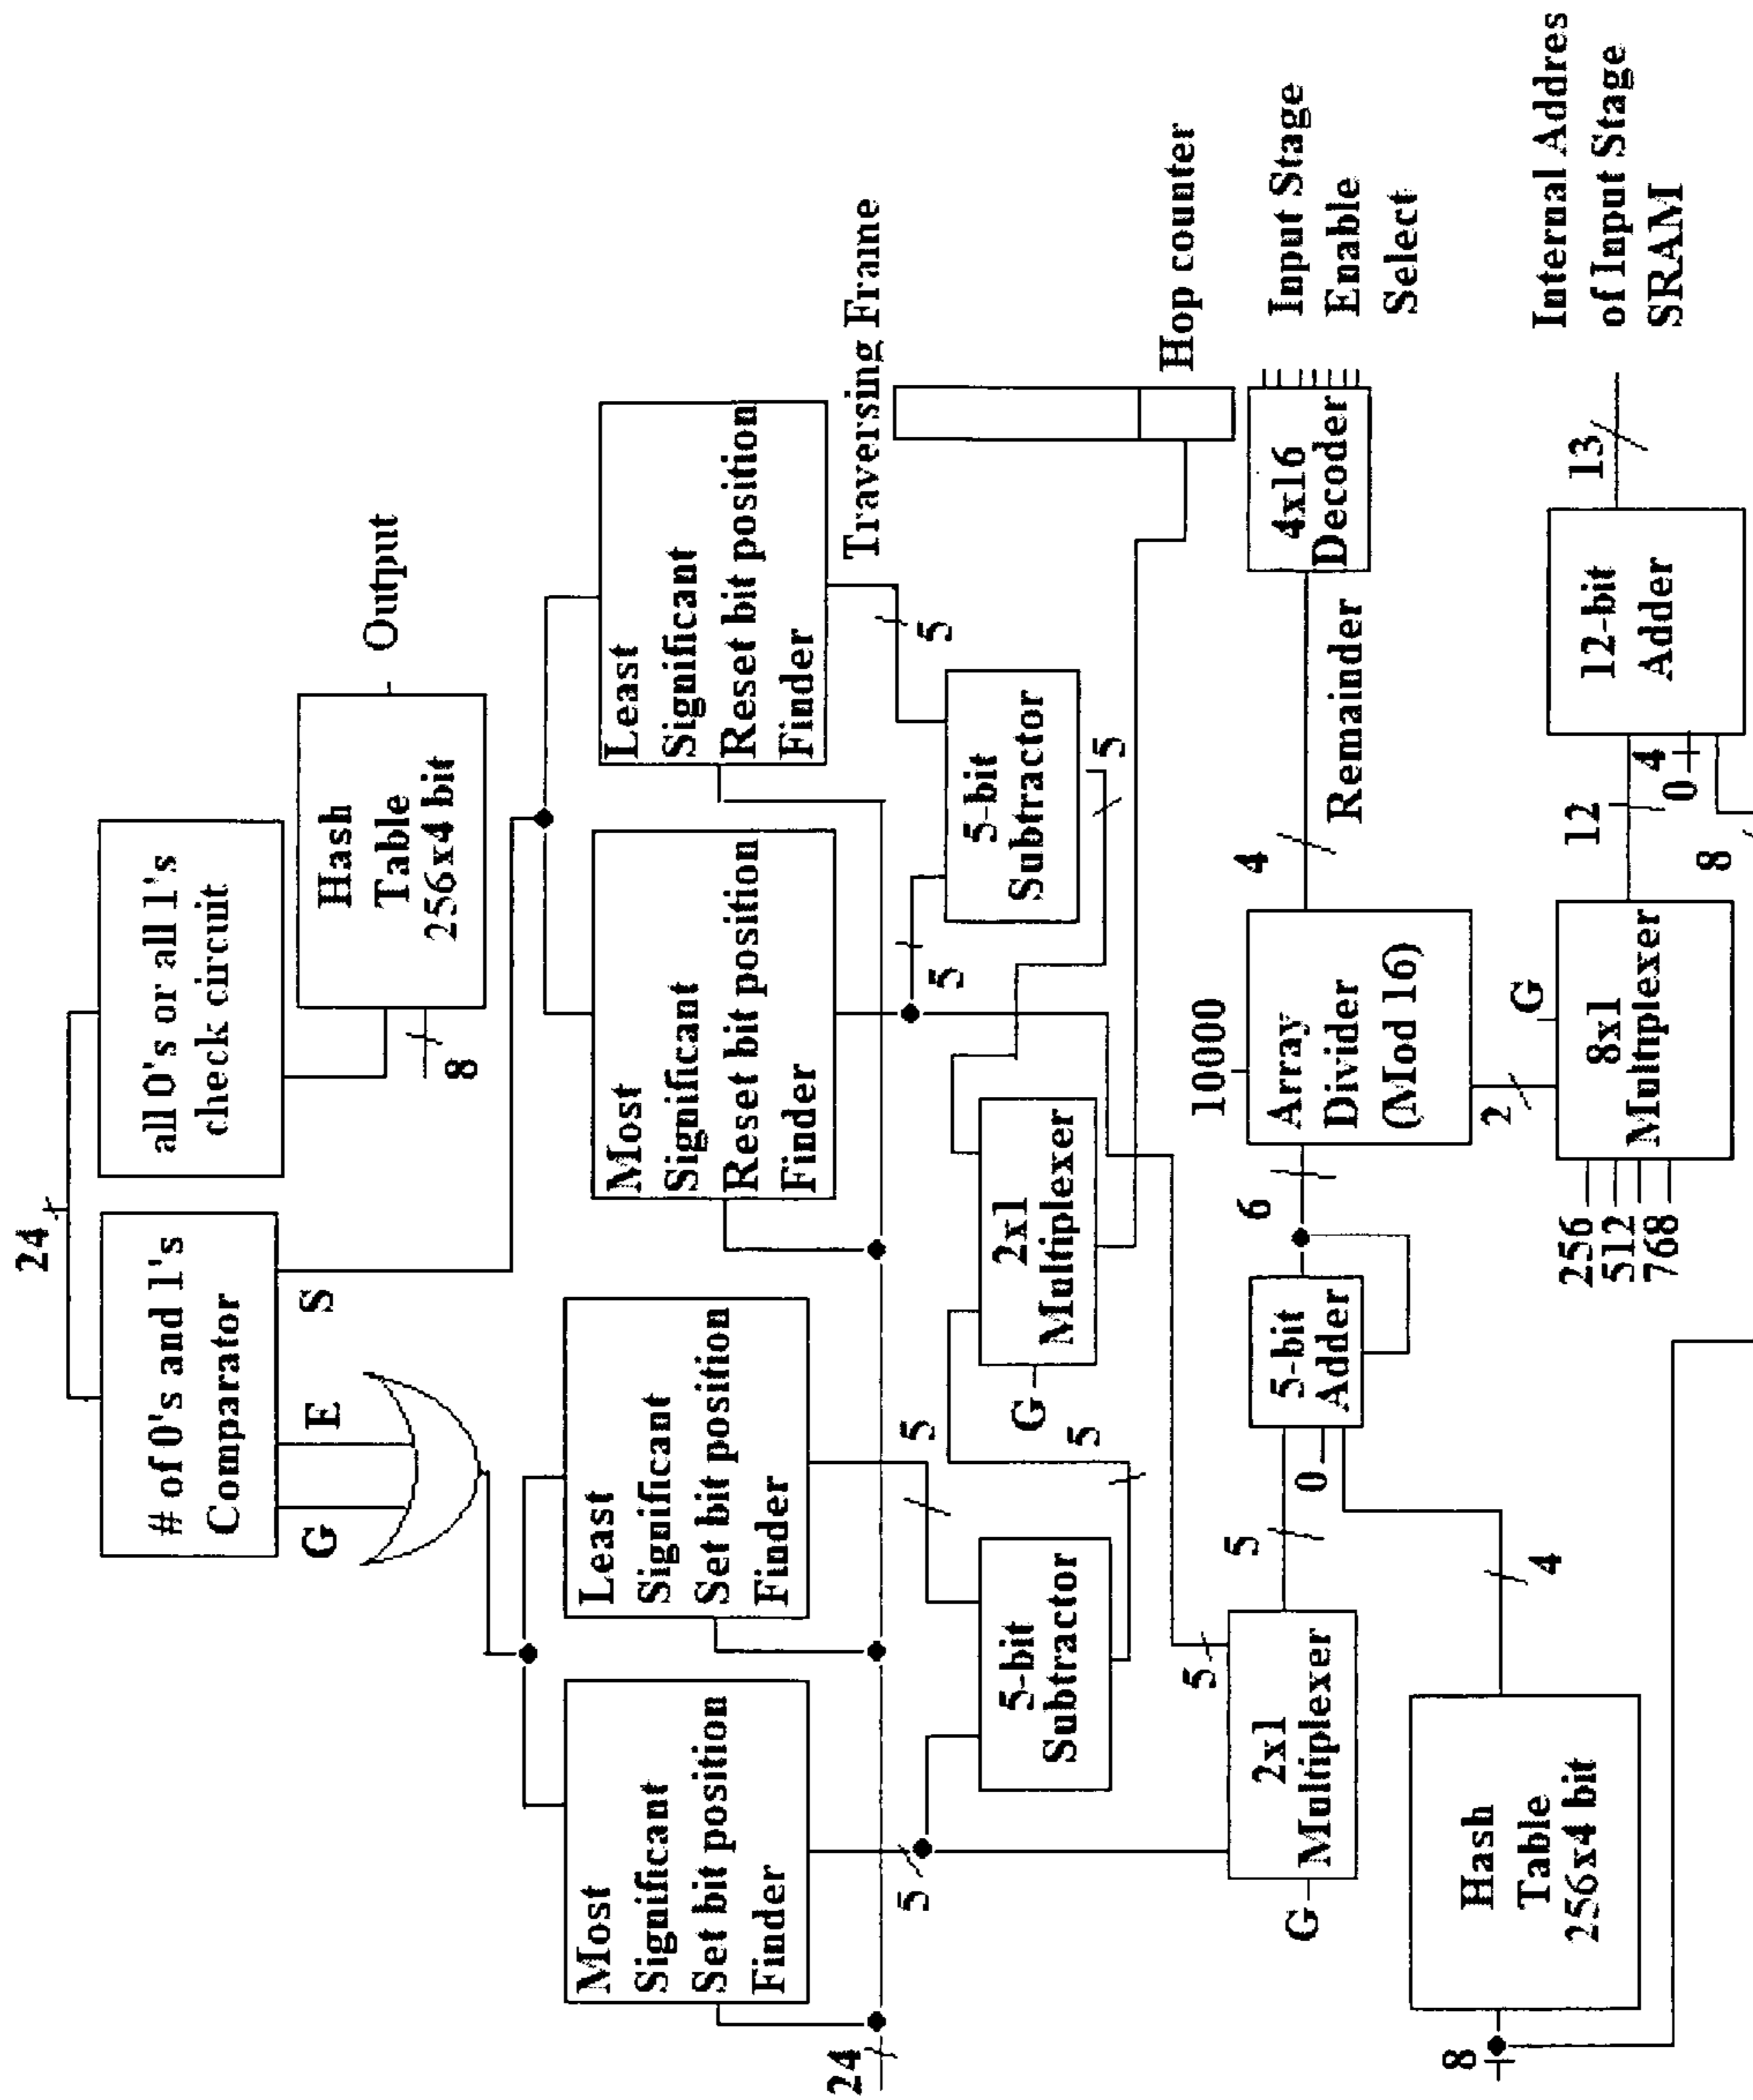 24
# of 0's and 1's
Comparator
all 0's or all 1's
check circuit
G
E
S
Hash
Table
256x4 bit
8
Output
Most
Significant
Set bit position
Finder
Least
Significant
Set bit position
Finder
Most
Significant
Reset bit position
Finder
Least
Significant
Reset bit position
Finder
24
Traversing Frame
5
5
5
5
5-bit
Subtractor
5-bit
Subtractor
5
5
G
2x1
Multiplexer
Hop counter
5
G
2x1
Multiplexer
5
0
5-bit
Adder
6
10000
Array
Divider
(Mod 16)
4
Remainder
4x16
Decoder
Input Stage
Enable
Select
8
Hash
Table
256x4 bit
4
2
G
256
512
768
8x1
Multiplexer
12
4
0
8
12-bit
Adder
13
Internal Addres
of Input Stage
SRAM